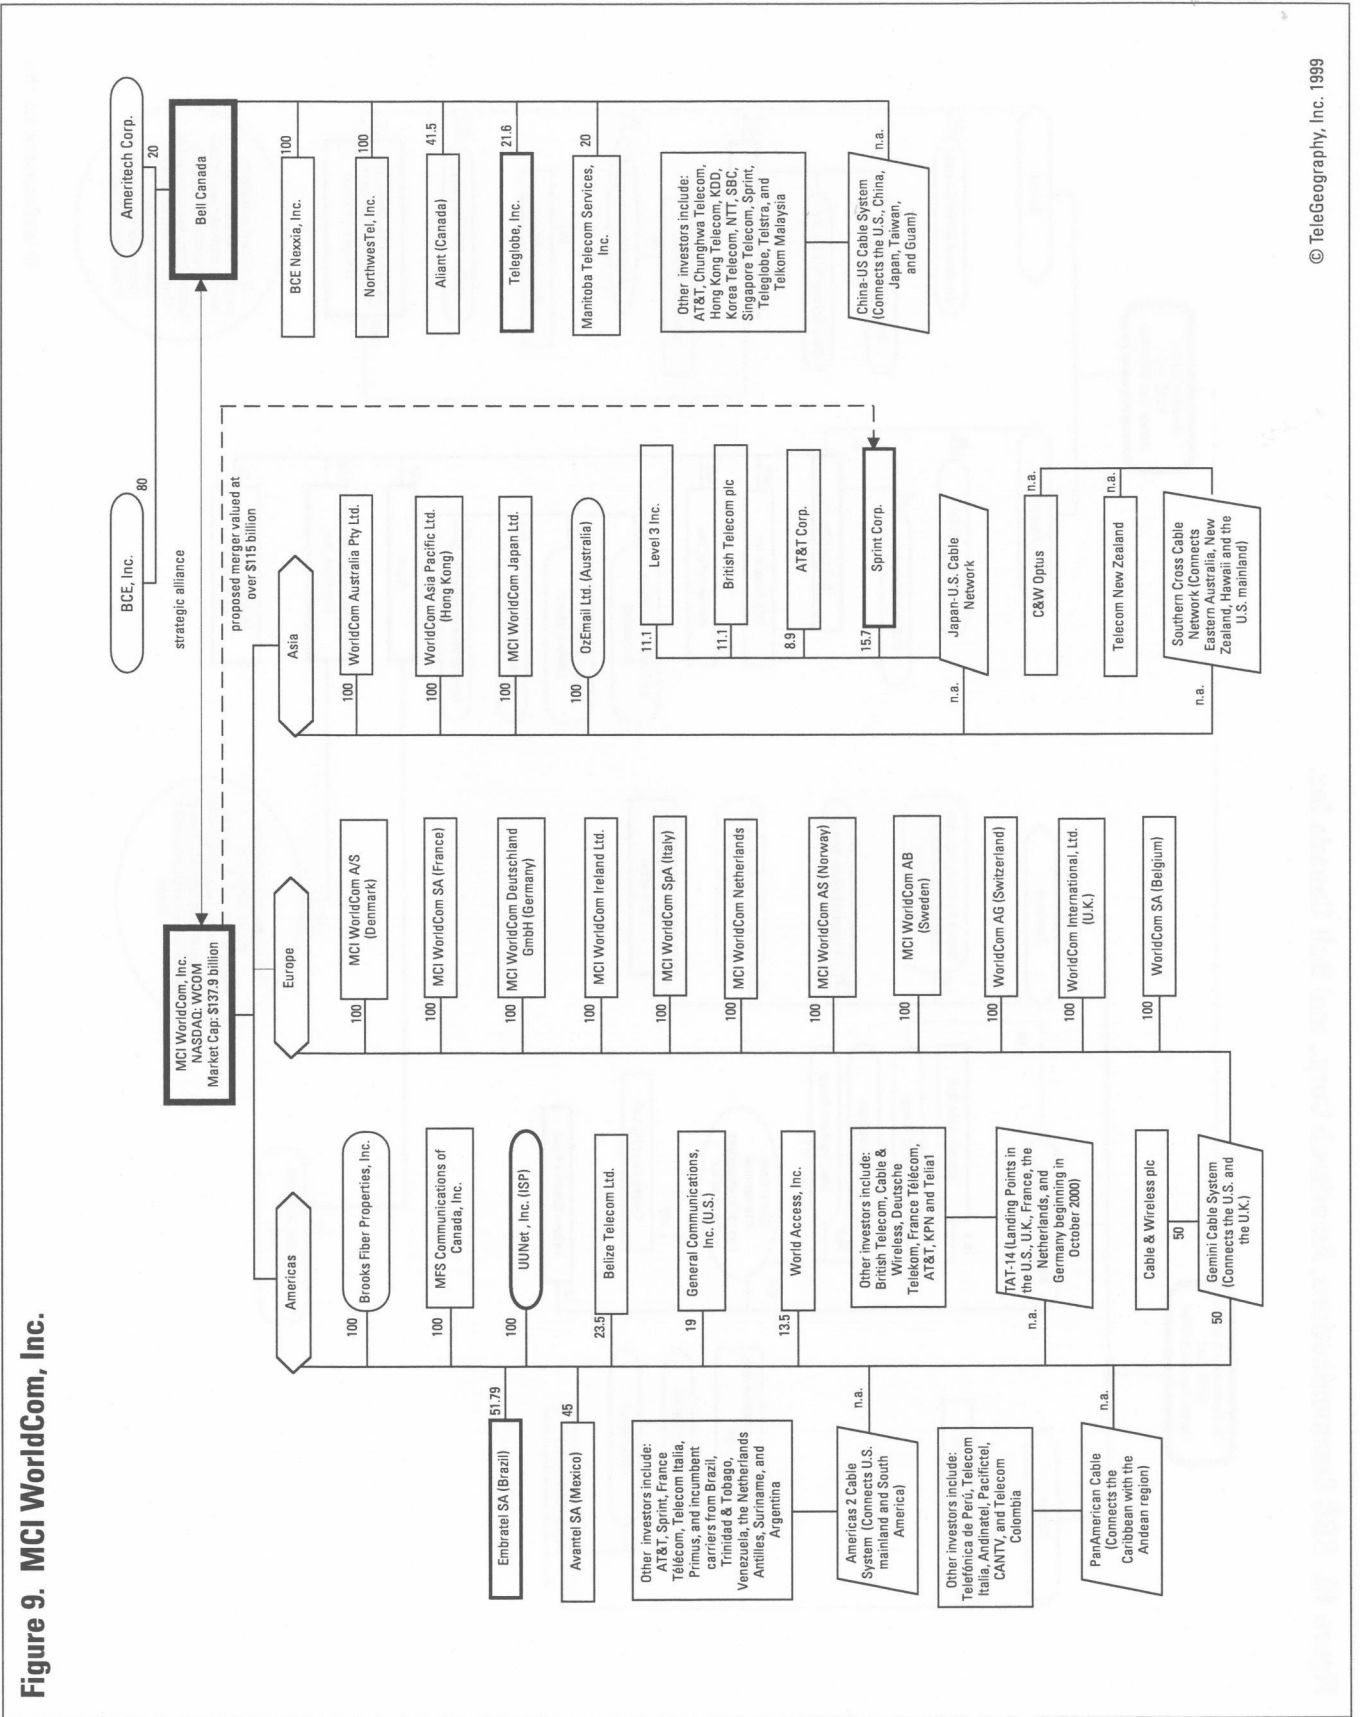 Figure 9. MCI WorldCom, Inc.
BCE, Inc.
80
Ameritech Corp.
20
strategic alliance
Bell Canada
MCI WorldCom, Inc.
NASDAQ: WCOM
Market Cap: $137.9 billion
proposed merger valued at
over $115 billion
Americas
100
Brooks Fiber Properties, Inc.
100
MFS Communications of
Canada, Inc.
51.79
Embratel SA (Brazil)
100
UUNet , Inc. (ISP)
45
Avantel SA (Mexico)
23.5
Belize Telecom Ltd.
19
General Communications,
Inc. (U.S.)
13.5
World Access, Inc.
Other investors include:
AT&T, Sprint, France
Télécom, Telecom Italia,
Primus, and incumbent
carriers from Brazil,
Trinidad & Tobago,
Venezuela, the Netherlands
Antilles, Suriname, and
Argentina
n.a.
Americas 2 Cable
System (Connects U.S.
mainland and South
America)
Other investors include:
Telefónica de Perú, Telecom
Italia, Andinatel, Pacifictel,
CANTV, and Telecom
Colombia
n.a.
PanAmerican Cable
(Connects the
Caribbean with the
Andean region)
Other investors include:
British Telecom, Cable &
Wireless, Deutsche
Telekom, France Télécom,
AT&T, KPN and Telia1
n.a.
TAT-14 (Landing Points in
the U.S., U.K., France, the
Netherlands, and
Germany beginning in
October 2000)
Cable & Wireless plc
50
50
Gemini Cable System
(Connects the U.S. and
the U.K.)
Europe
100
MCI WorldCom A/S
(Denmark)
100
MCI WorldCom SA (France)
100
MCI WorldCom Deutschland
GmbH (Germany)
100
MCI WorldCom Ireland Ltd.
100
MCI WorldCom SpA (Italy)
100
MCI WorldCom Netherlands
100
MCI WorldCom AS (Norway)
100
MCI WorldCom AB
(Sweden)
100
WorldCom AG (Switzerland)
100
WorldCom International, Ltd.
(U.K.)
100
WorldCom SA (Belgium)
Asia
100
WorldCom Australia Pty Ltd.
100
WorldCom Asia Pacific Ltd.
(Hong Kong)
100
MCI WorldCom Japan Ltd.
100
OzEmail Ltd. (Australia)
11.1
Level 3 Inc.
11.1
British Telecom plc
8.9
AT&T Corp.
15.7
Sprint Corp.
n.a.
Japan-U.S. Cable
Network
C&W Optus
n.a.
Telecom New Zealand
n.a.
n.a.
Southern Cross Cable
Network (Connects
Eastern Australia, New
Zealand, Hawaii and the
U.S. mainland)
BCE Nexxia, Inc.
100
NorthwesTel, Inc.
100
Aliant (Canada)
41.5
Teleglobe, Inc.
21.6
Manitoba Telecom Services,
Inc.
20
Other investors include:
AT&T, Chunghwa Telecom,
Hong Kong Telecom, KDD,
Korea Telecom, NTT, SBC,
Singapore Telecom, Sprint,
Teleglobe, Telstra, and
Telkom Malaysia
n.a.
China-US Cable System
(Connects the U.S., China,
Japan, Taiwan,
and Guam)
© TeleGeography, Inc. 1999